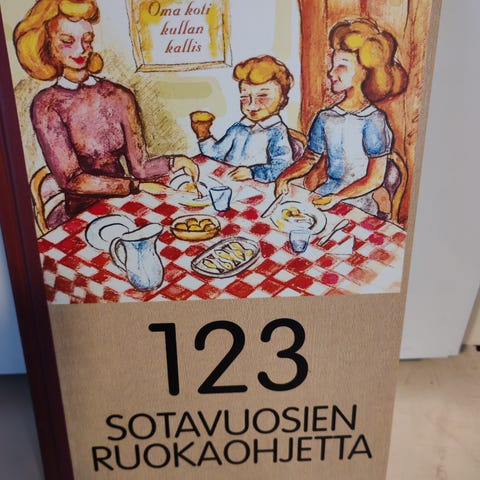 Oma koti
kullan
kallis
123
SOTAVUOSIEN
RUOKAOHJETTA